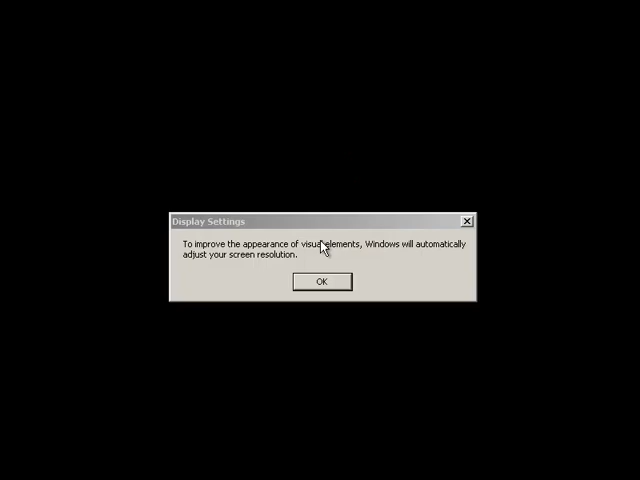 Display Settings
To improve the appearance of visual elements, Windows will automatically
adjust your screen resolution.
OK